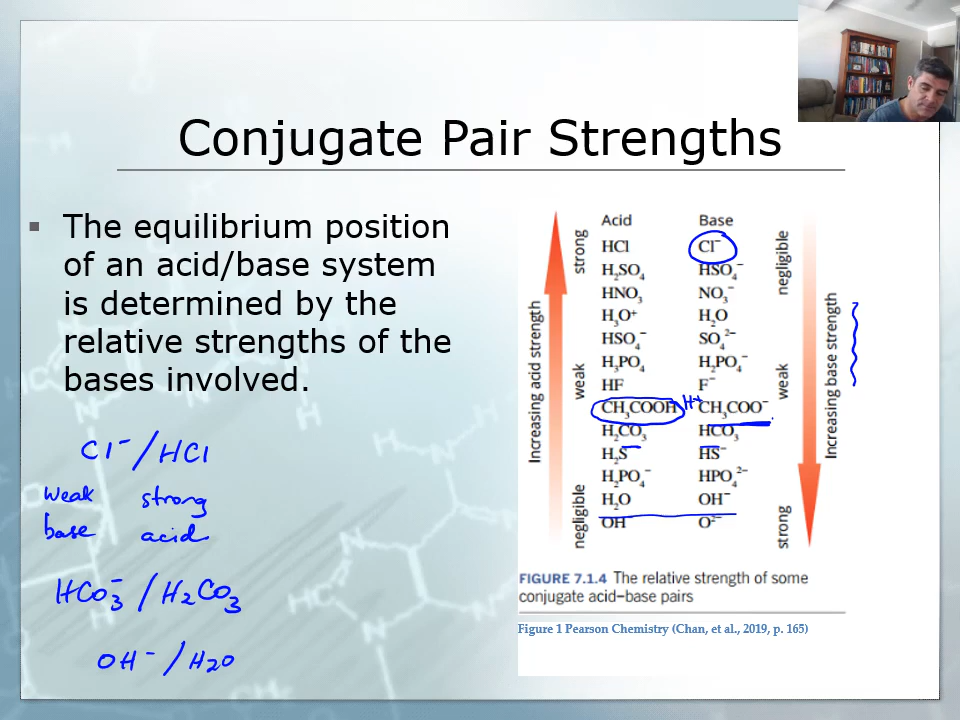 Conjugate Pair Strengths
▪ The equilibrium position
of an acid/base system
is determined by the
relative strengths of the
bases involved.
Cl⁻/HCl
weak strong
base acid
HCO₃⁻/H₂CO₃
OH⁻/H₂O
Acid Base
HCl Cl⁻
H₂SO₄ HSO₄⁻
HNO₃ NO₃⁻
H₃O⁺ H₂O
HSO₄⁻ SO₄²⁻
H₃PO₄ H₂PO₄⁻
HF F⁻
CH₃COOH H⁺ CH₃COO⁻
H₂CO₃ HCO₃⁻
H₂S HS⁻
H₂PO₄⁻ HPO₄²⁻
H₂O OH⁻
OH⁻ O²⁻
Increasing acid strength
strong
weak
negligible
negligible
weak
strong
Increasing base strength
FIGURE 7.1.4 The relative strength of some
conjugate acid–base pairs
Figure 1 Pearson Chemistry (Chan, et al., 2019, p. 165)